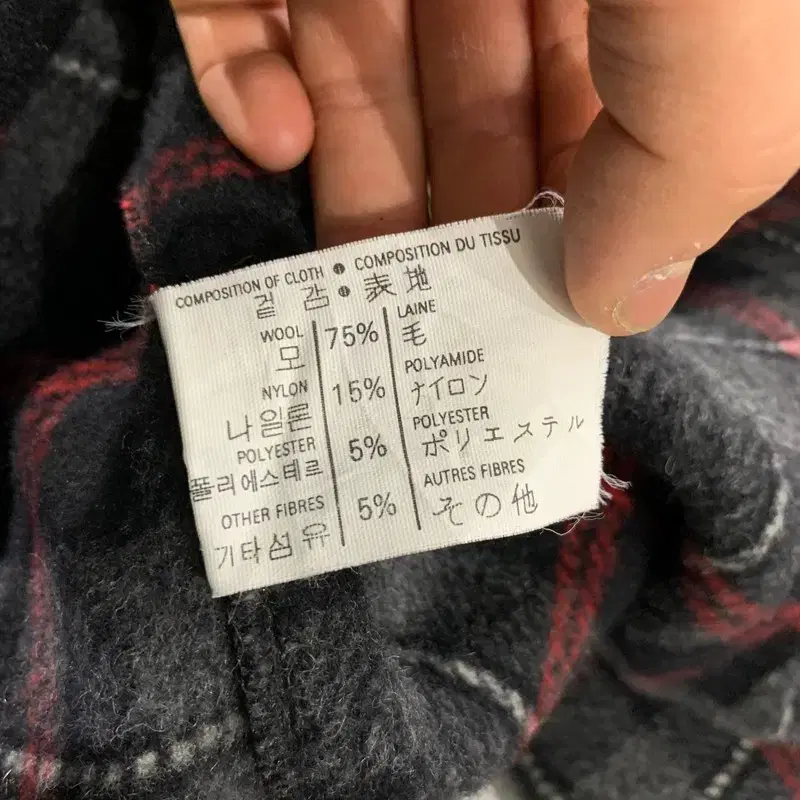 COMPOSITION OF CLOTH ● COMPOSITION DU TISSU
겉 감 ● 表 地
WOOL 75% LAINE
모 毛
NYLON 15% POLYAMIDE
나일론 ナイロン
POLYESTER 5% POLYESTER
폴리에스테르 ポリエステル
OTHER FIBRES 5% AUTRES FIBRES
기타섬유 その他